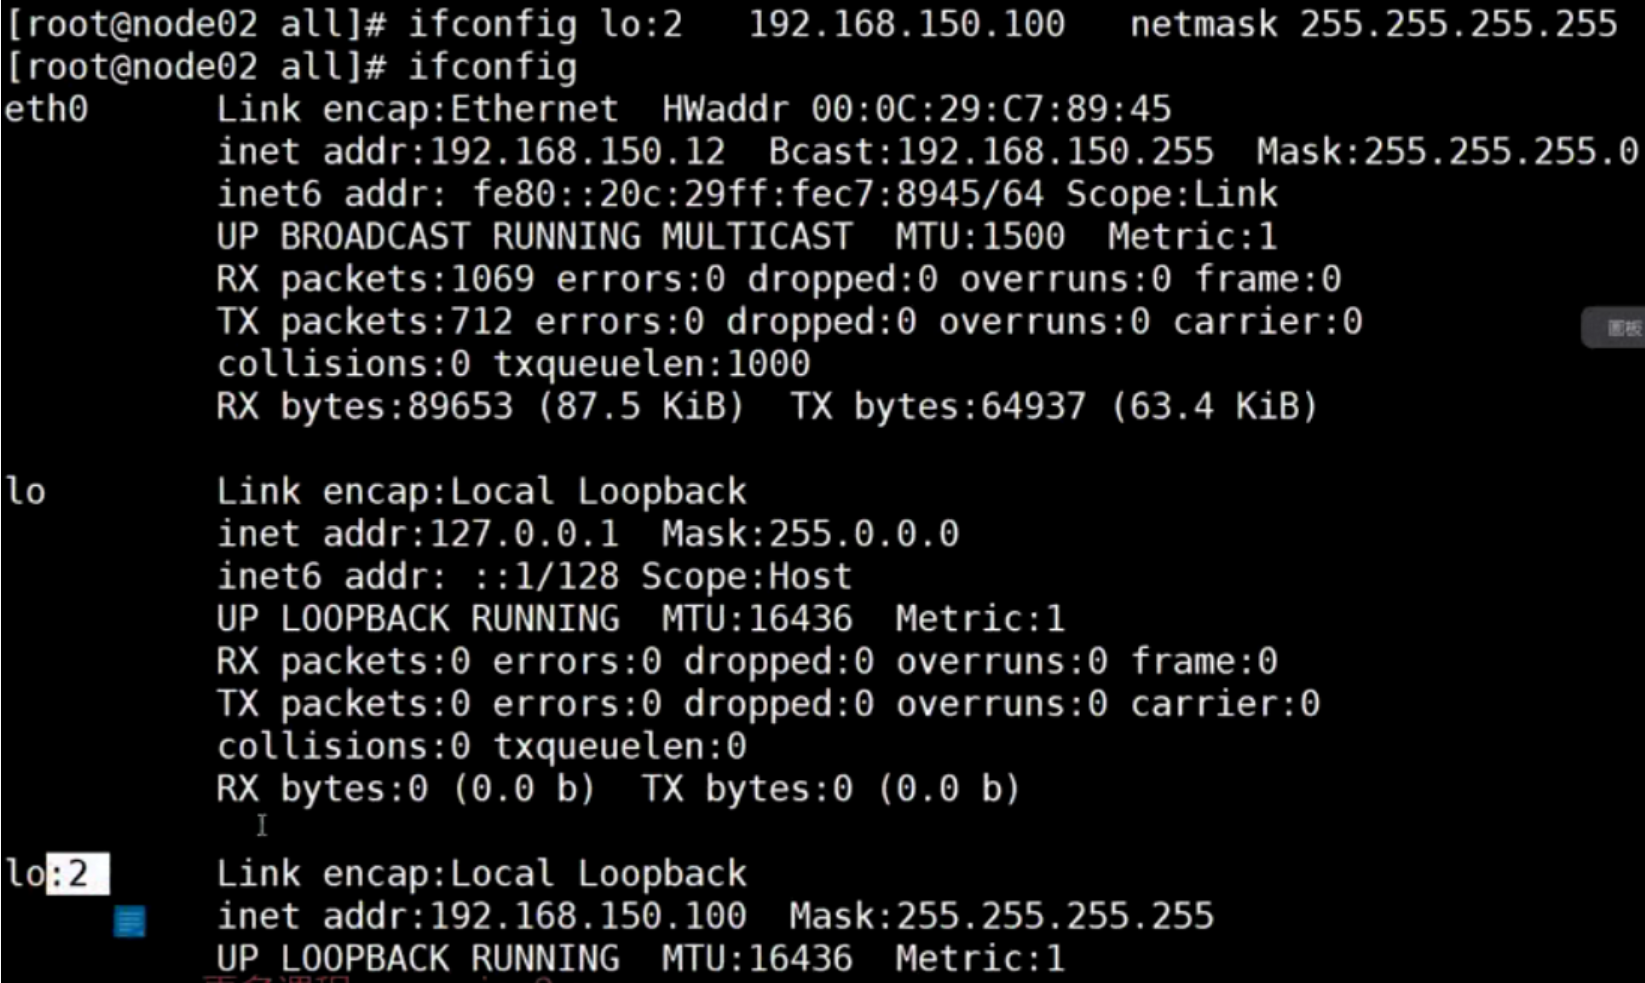 [root@node02 all]# ifconfig lo:2   192.168.150.100   netmask 255.255.255.255
[root@node02 all]# ifconfig
eth0      Link encap:Ethernet  HWaddr 00:0C:29:C7:89:45
          inet addr:192.168.150.12  Bcast:192.168.150.255  Mask:255.255.255.0
          inet6 addr: fe80::20c:29ff:fec7:8945/64 Scope:Link
          UP BROADCAST RUNNING MULTICAST  MTU:1500  Metric:1
          RX packets:1069 errors:0 dropped:0 overruns:0 frame:0
          TX packets:712 errors:0 dropped:0 overruns:0 carrier:0
画板
          collisions:0 txqueuelen:1000
          RX bytes:89653 (87.5 KiB)  TX bytes:64937 (63.4 KiB)
lo        Link encap:Local Loopback
          inet addr:127.0.0.1  Mask:255.0.0.0
          inet6 addr: ::1/128 Scope:Host
          UP LOOPBACK RUNNING  MTU:16436  Metric:1
          RX packets:0 errors:0 dropped:0 overruns:0 frame:0
          TX packets:0 errors:0 dropped:0 overruns:0 carrier:0
          collisions:0 txqueuelen:0
          RX bytes:0 (0.0 b)  TX bytes:0 (0.0 b)
lo:2      Link encap:Local Loopback
          inet addr:192.168.150.100  Mask:255.255.255.255
          UP LOOPBACK RUNNING  MTU:16436  Metric:1